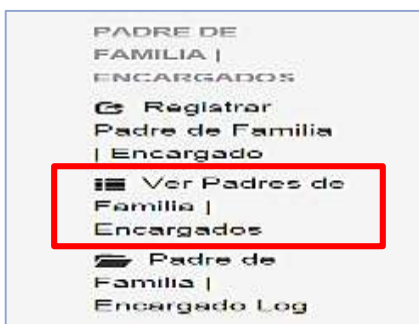 PADRE DE
FAMILIA |
ENCARGADOS
Registrar
Padre de Familia
| Encargado
Ver Padres de
Familia |
Encargados
Padre de
Familia |
Encargado Log